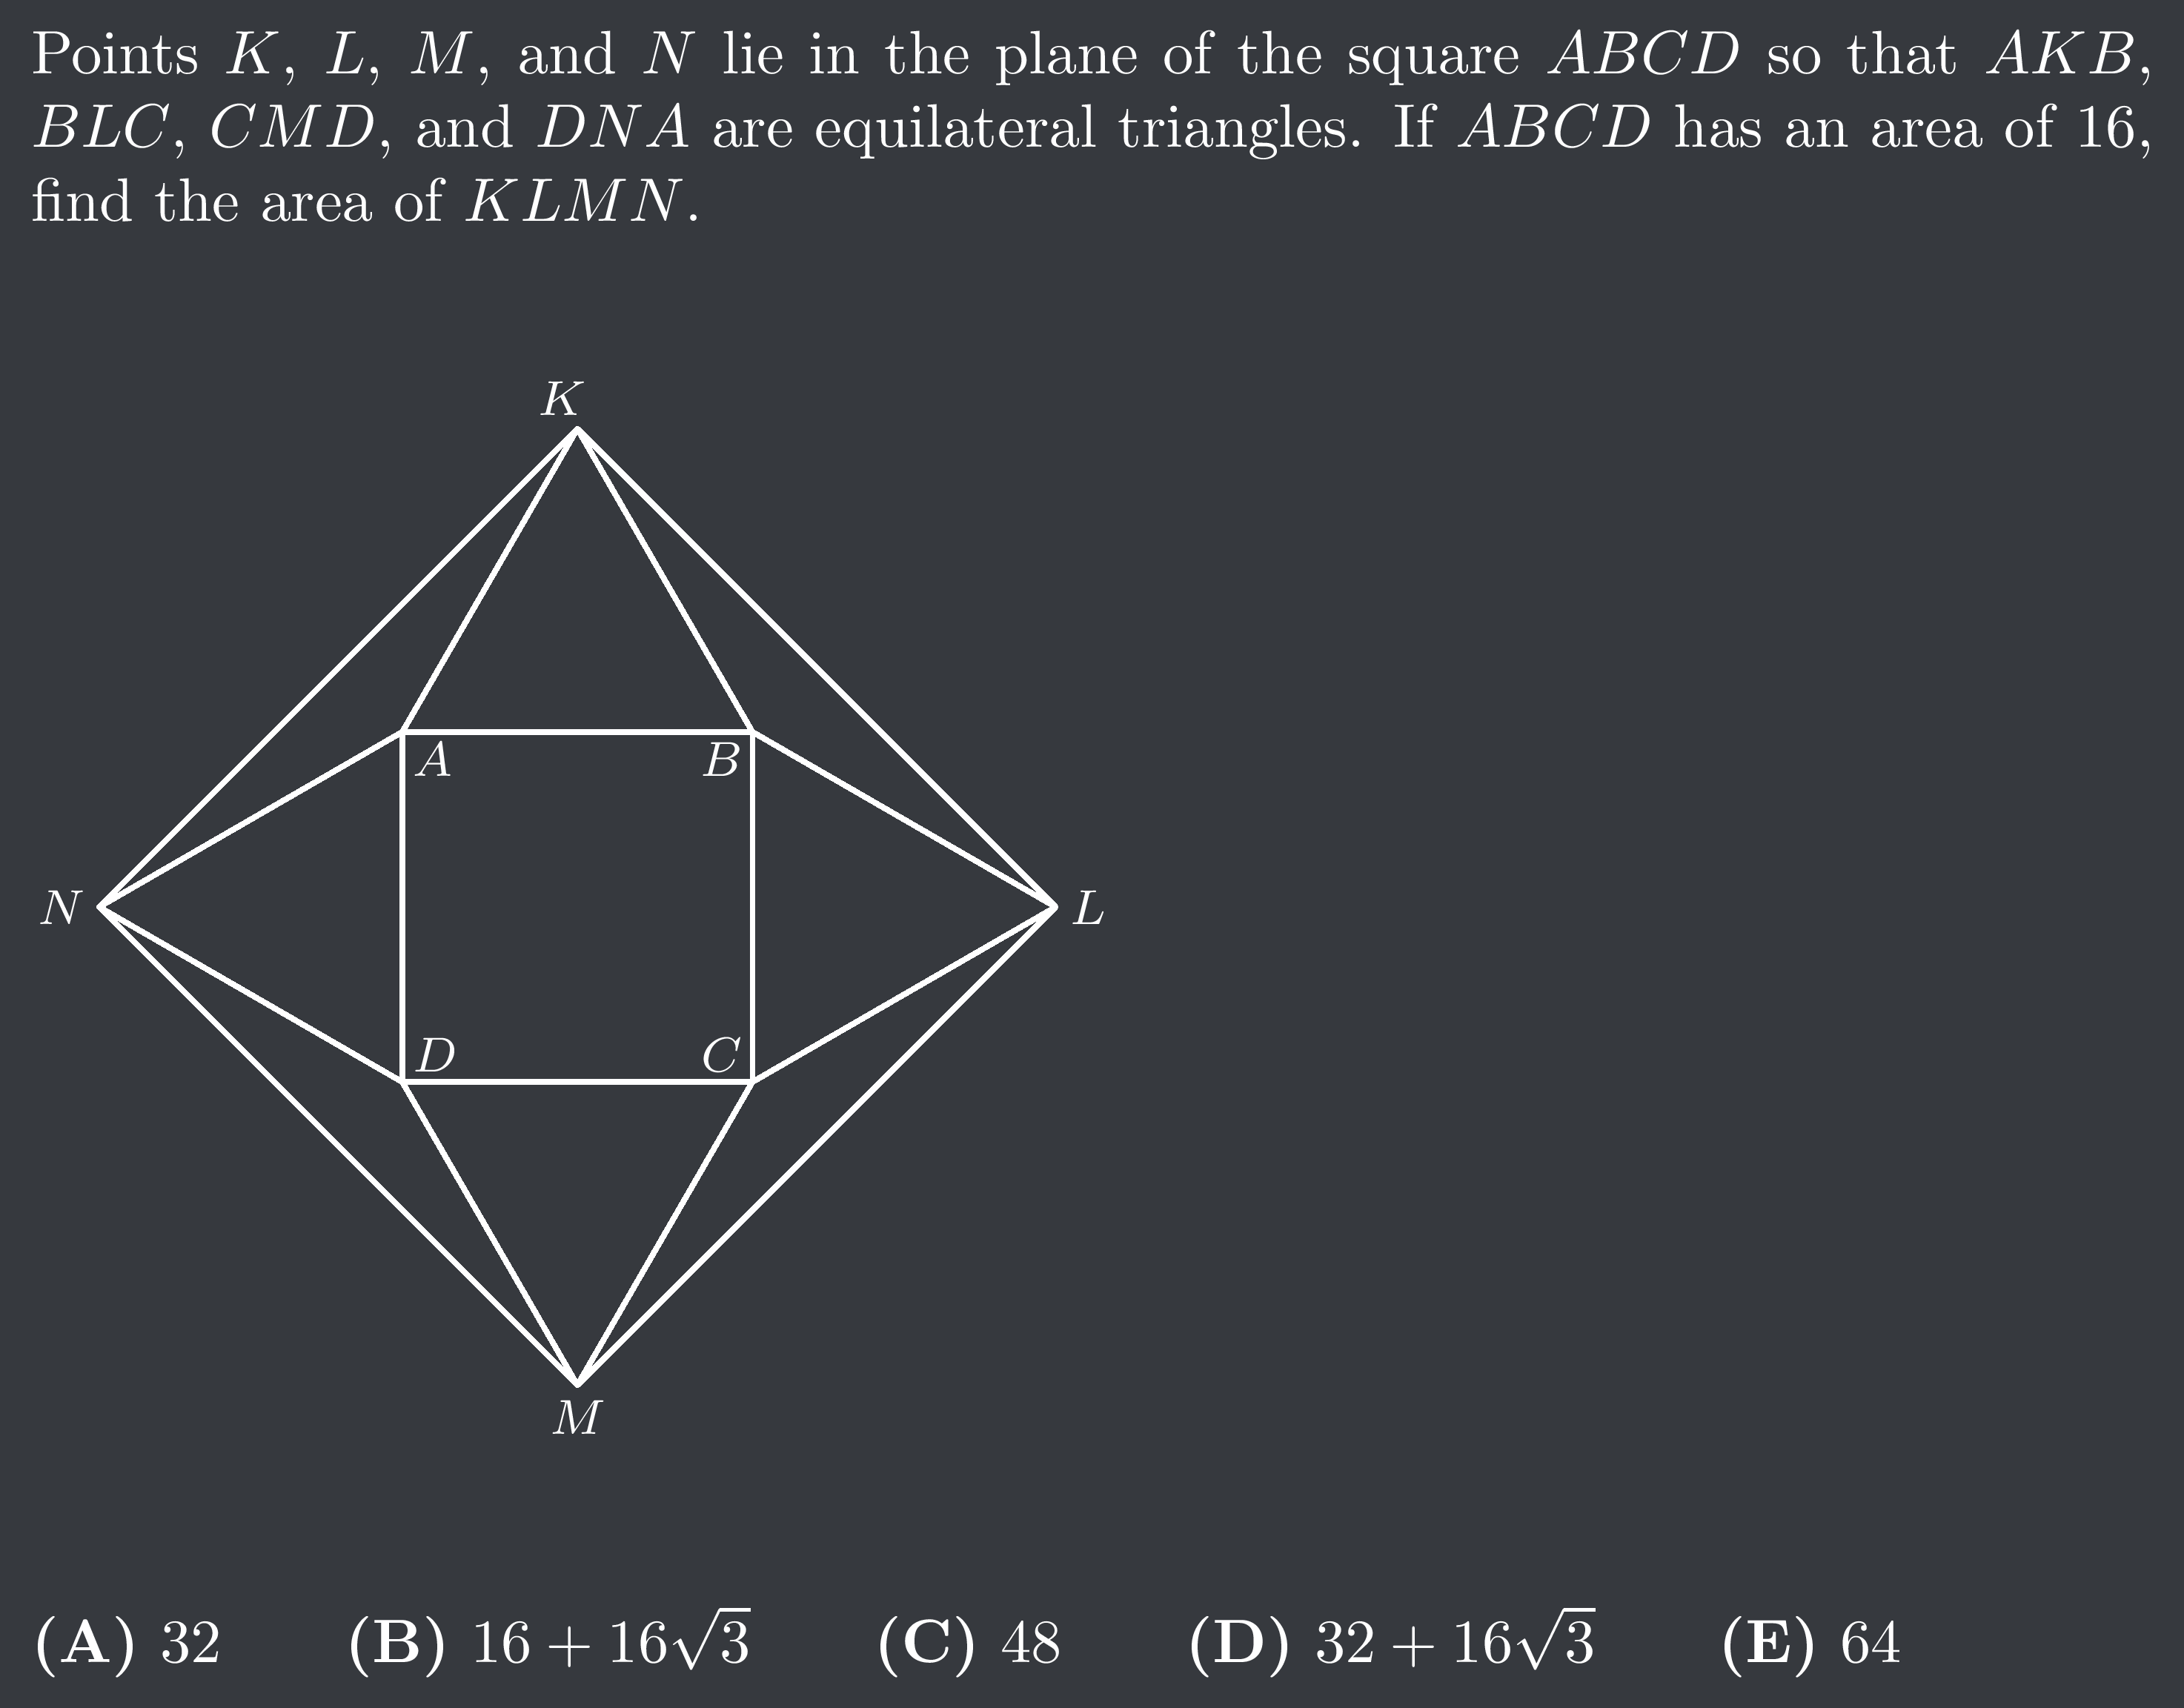 Points K, L, M, and N lie in the plane of the square ABCD so that AKB,
BLC, CMD, and DNA are equilateral triangles. If ABCD has an area of 16,
find the area of KLMN.
K
A B
N L
D C
M
(A) 32 (B) 16 + 16√3 (C) 48 (D) 32 + 16√3 (E) 64